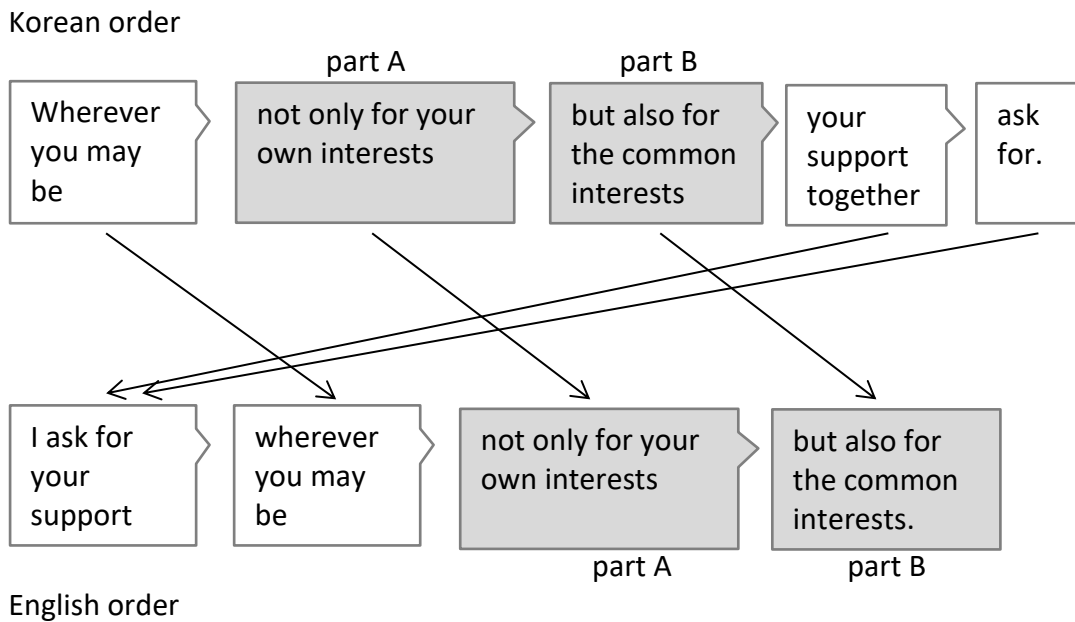 Korean order
part A
part B
Wherever
you may
be
not only for your
own interests
but also for
the common
interests
your
support
together
ask
for.
I ask for
your
support
wherever
you may
be
not only for your
own interests
but also for
the common
interests.
part A
part B
English order